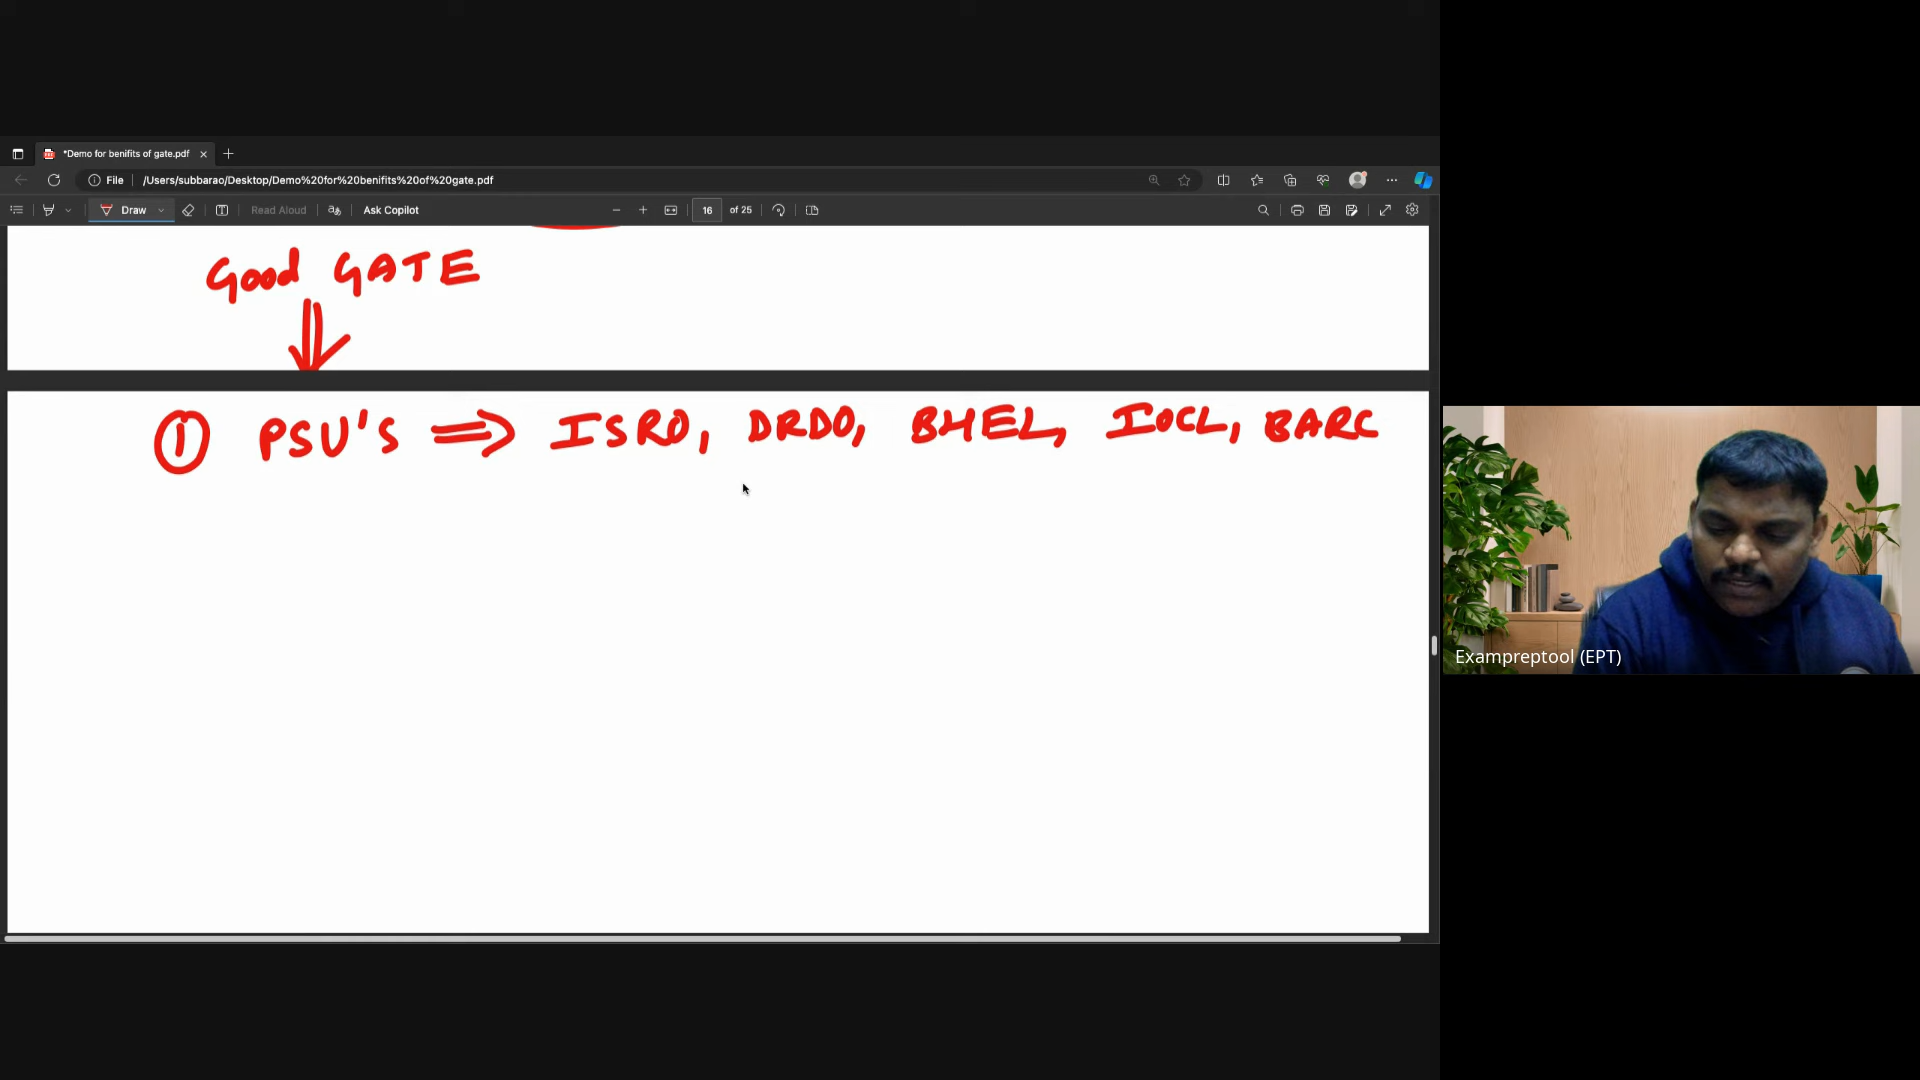 *Demo for benifits of gate.pdf
File /Users/subbarao/Desktop/Demo%20for%20benifits%20of%20gate.pdf
Draw Read Aloud Ask Copilot 16 of 25
Good GATE
① PSU'S ⇒ ISRO, DRDO, BHEL, IOCL, BARC
Exampreptool (EPT)